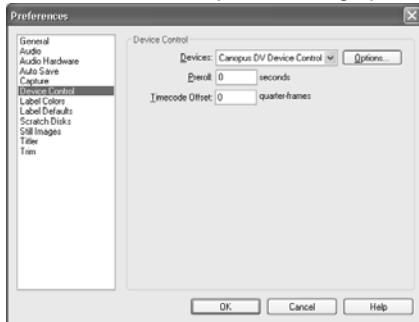 Preferences
General
Audio
Audio Hardware
Auto Save
Capture
Device Control
Label Colors
Label Defaults
Scratch Disks
Still Images
Titler
Trim
Device Control
Devices: Canopus DV Device Control Options...
Preroll: 0 seconds
Timecode Offset: 0 quarter-frames
OK Cancel Help